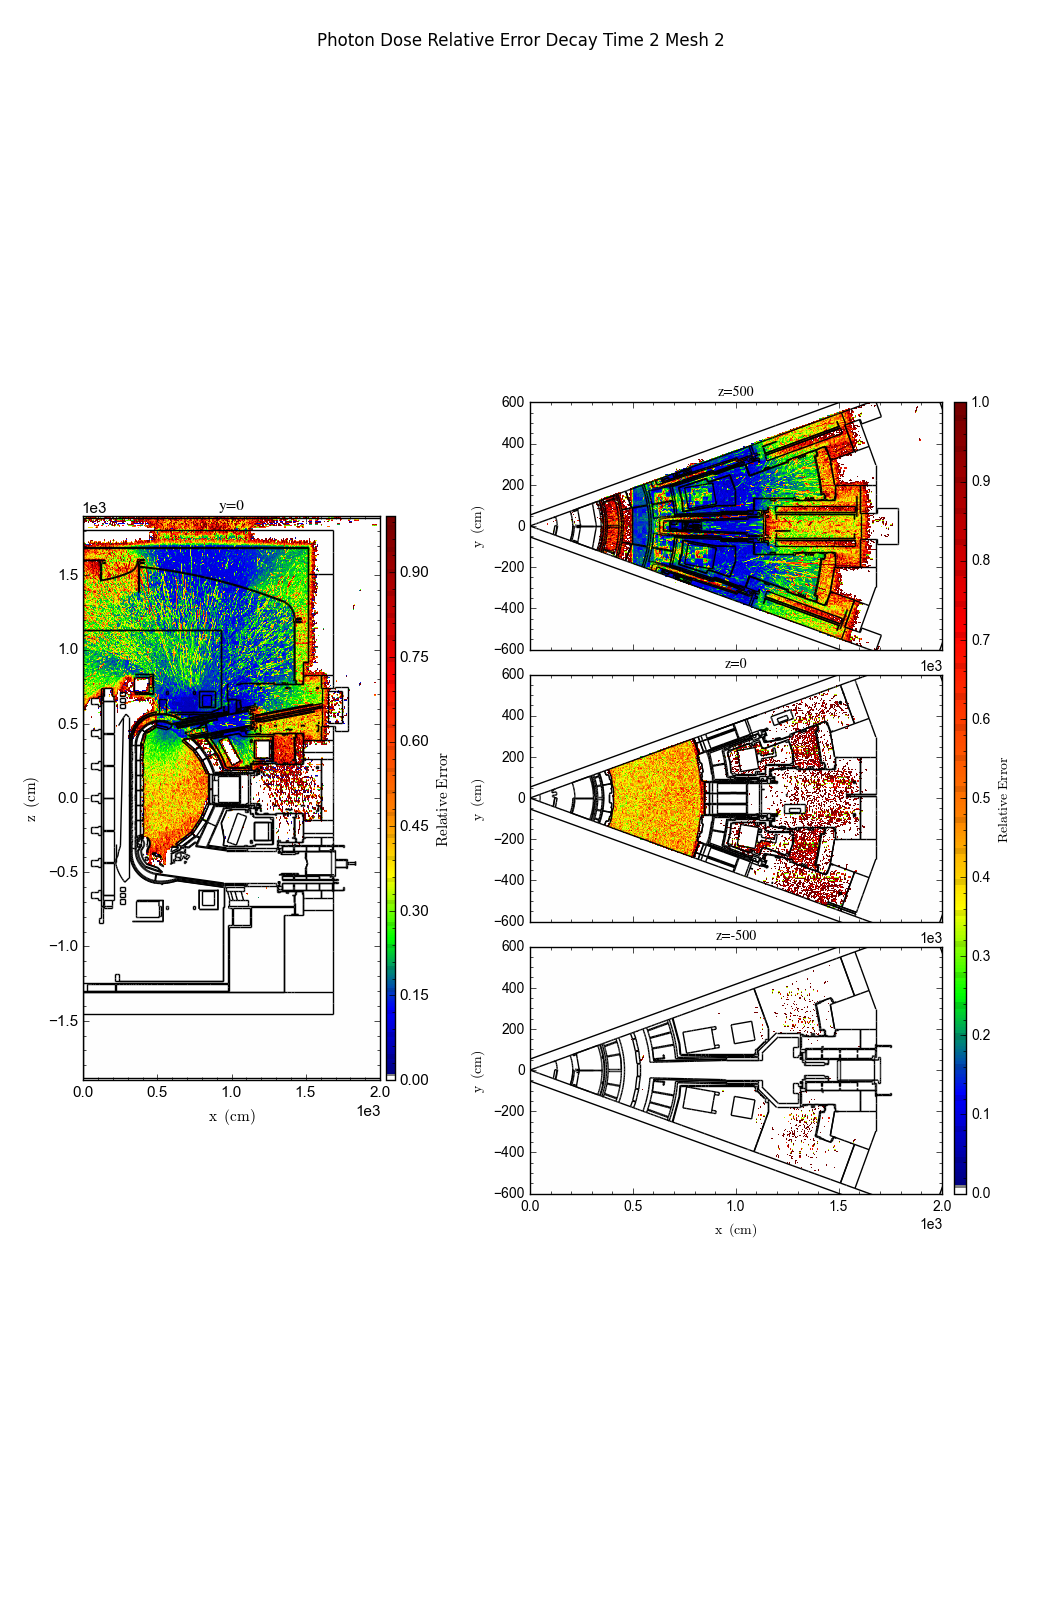 Photon Dose Relative Error Decay Time 2 Mesh 2
y=0
1e3
1.5
1.0
0.5
0.0
−0.5
−1.0
−1.5
z (cm)
0.0 0.5 1.0 1.5 2.0
1e3
x (cm)
0.90
0.75
0.60
0.45
0.30
0.15
0.00
Relative Error
z=500
600
400
200
0
−200
−400
−600
y (cm)
1e3
z=0
600
400
200
0
−200
−400
−600
y (cm)
1e3
z=-500
600
400
200
0
−200
−400
−600
y (cm)
0.0 0.5 1.0 1.5 2.0
1e3
x (cm)
1.0
0.9
0.8
0.7
0.6
0.5
0.4
0.3
0.2
0.1
0.0
Relative Error